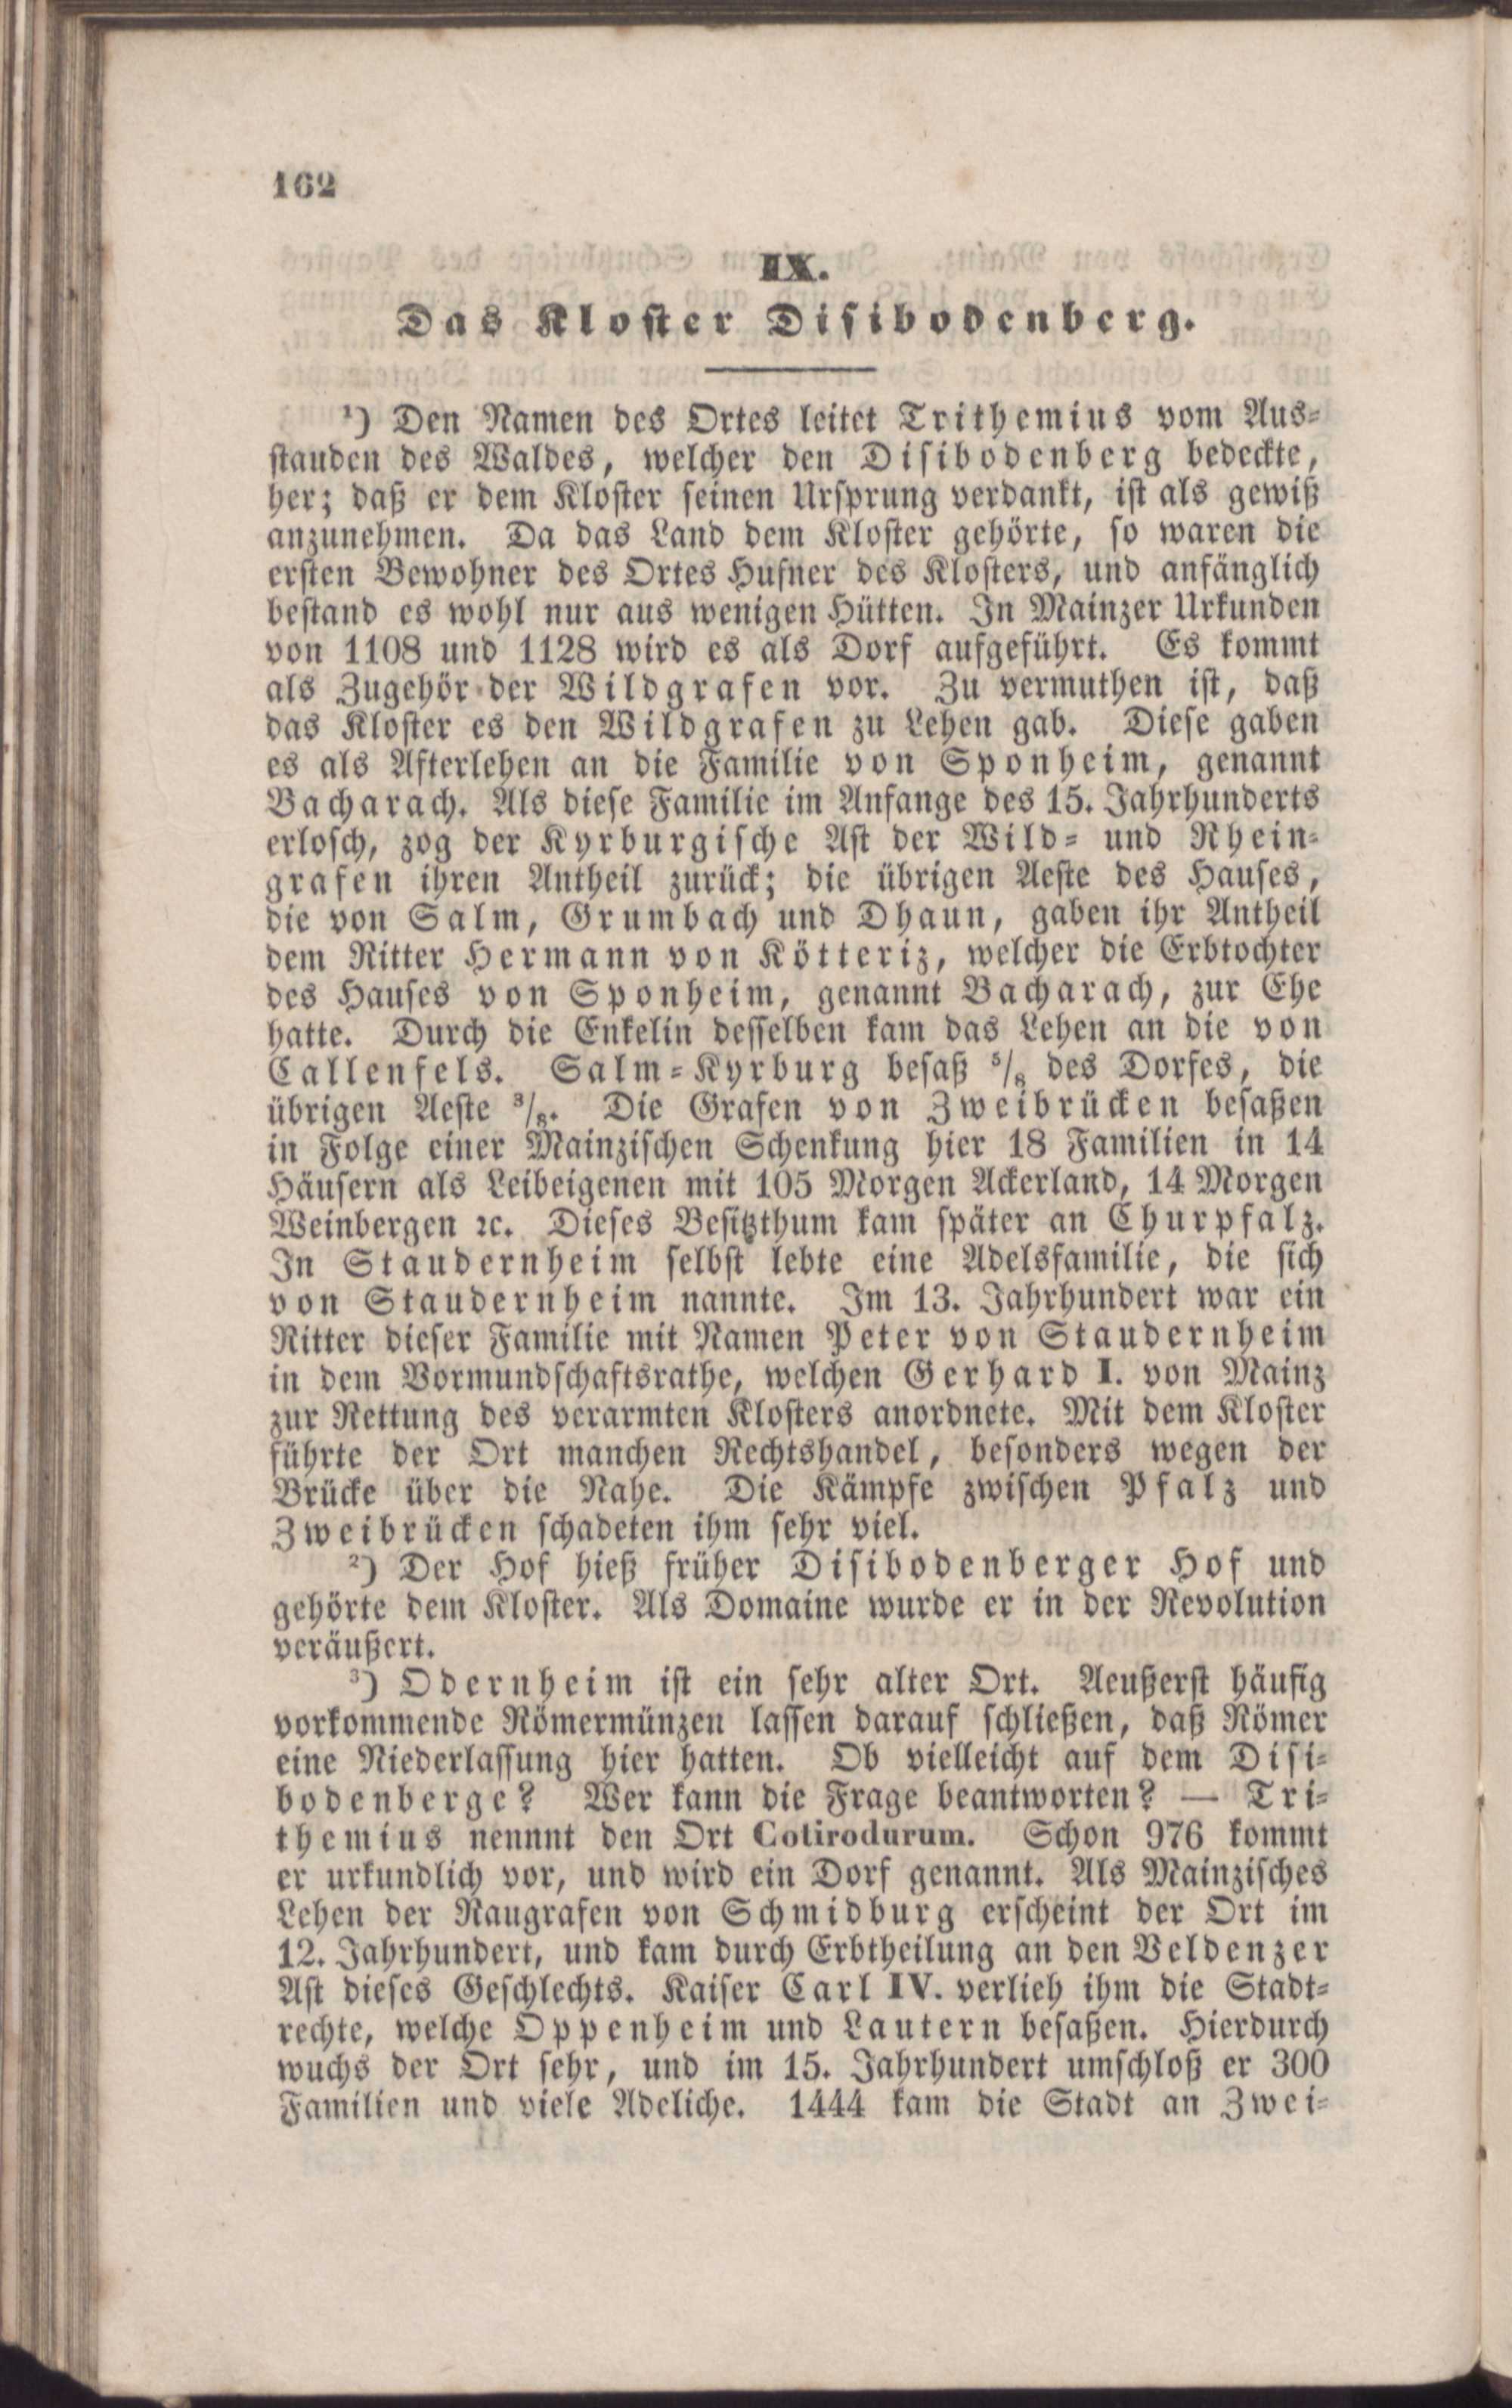 162
IX.
Das Kloster Disibodenberg.
¹) Den Namen des Ortes leitet Trithemius vom Aus-
stauden des Waldes, welcher den Disibodenberg bedeckte,
her; daß er dem Kloster seinen Ursprung verdankt, ist als gewiß
anzunehmen. Da das Land dem Kloster gehörte, so waren die
ersten Bewohner des Ortes Hufner des Klosters, und anfänglich
bestand es wohl nur aus wenigen Hütten. In Mainzer Urkunden
von 1108 und 1128 wird es als Dorf aufgeführt. Es kommt
als Zugehör der Wildgrafen vor. Zu vermuthen ist, daß
das Kloster es den Wildgrafen zu Lehen gab. Diese gaben
es als Afterlehen an die Familie von Sponheim, genannt
Bacharach. Als diese Familie im Anfange des 15. Jahrhunderts
erlosch, zog der Kyrburgische Ast der Wild- und Rhein-
grafen ihren Antheil zurück; die übrigen Aeste des Hauses,
die von Salm, Grumbach und Dhaun, gaben ihr Antheil
dem Ritter Hermann von Kötteriz, welcher die Erbtochter
des Hauses von Sponheim, genannt Bacharach, zur Ehe
hatte. Durch die Enkelin desselben kam das Lehen an die von
Callenfels. Salm-Kyrburg besaß ⁵/₈ des Dorfes, die
übrigen Aeste ³/₈. Die Grafen von Zweibrücken besaßen
in Folge einer Mainzischen Schenkung hier 18 Familien in 14
Häusern als Leibeigenen mit 105 Morgen Ackerland, 14 Morgen
Weinbergen ꝛc. Dieses Besitzthum kam später an Churpfalz.
In Staudernheim selbst lebte eine Adelsfamilie, die sich
von Staudernheim nannte. Im 13. Jahrhundert war ein
Ritter dieser Familie mit Namen Peter von Staudernheim
in dem Vormundschaftsrathe, welchen Gerhard I. von Mainz
zur Rettung des verarmten Klosters anordnete. Mit dem Kloster
führte der Ort manchen Rechtshandel, besonders wegen der
Brücke über die Nahe. Die Kämpfe zwischen Pfalz und
Zweibrücken schadeten ihm sehr viel.
²) Der Hof hieß früher Disibodenberger Hof und
gehörte dem Kloster. Als Domaine wurde er in der Revolution
veräußert.
³) Odernheim ist ein sehr alter Ort. Aeußerst häufig
vorkommende Römermünzen lassen darauf schließen, daß Römer
eine Niederlassung hier hatten. Ob vielleicht auf dem Disi-
bodenberge? Wer kann die Frage beantworten? — Tri-
themius nennnt den Ort Cotirodurum. Schon 976 kommt
er urkundlich vor, und wird ein Dorf genannt. Als Mainzisches
Lehen der Raugrafen von Schmidburg erscheint der Ort im
12. Jahrhundert, und kam durch Erbtheilung an den Veldenzer
Ast dieses Geschlechts. Kaiser Carl IV. verlieh ihm die Stadt-
rechte, welche Oppenheim und Lautern besaßen. Hierdurch
wuchs der Ort sehr, und im 15. Jahrhundert umschloß er 300
Familien und viele Adeliche. 1444 kam die Stadt an Zwei-